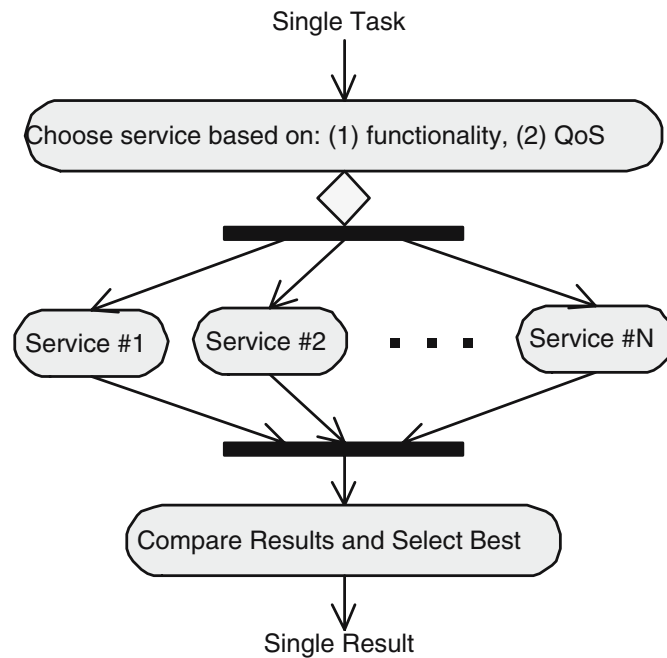 Single Task
Choose service based on: (1) functionality, (2) QoS
Service #1
Service #2
Service #N
Compare Results and Select Best
Single Result